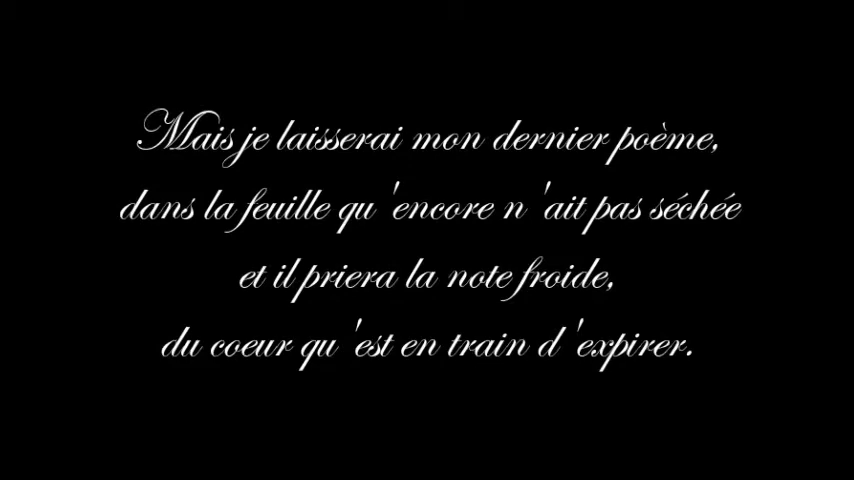 Mais je laisserai mon dernier poème,
dans la feuille qu 'encore n 'ait pas séchée
et il priera la note froide,
du coeur qu 'est en train d 'expirer.